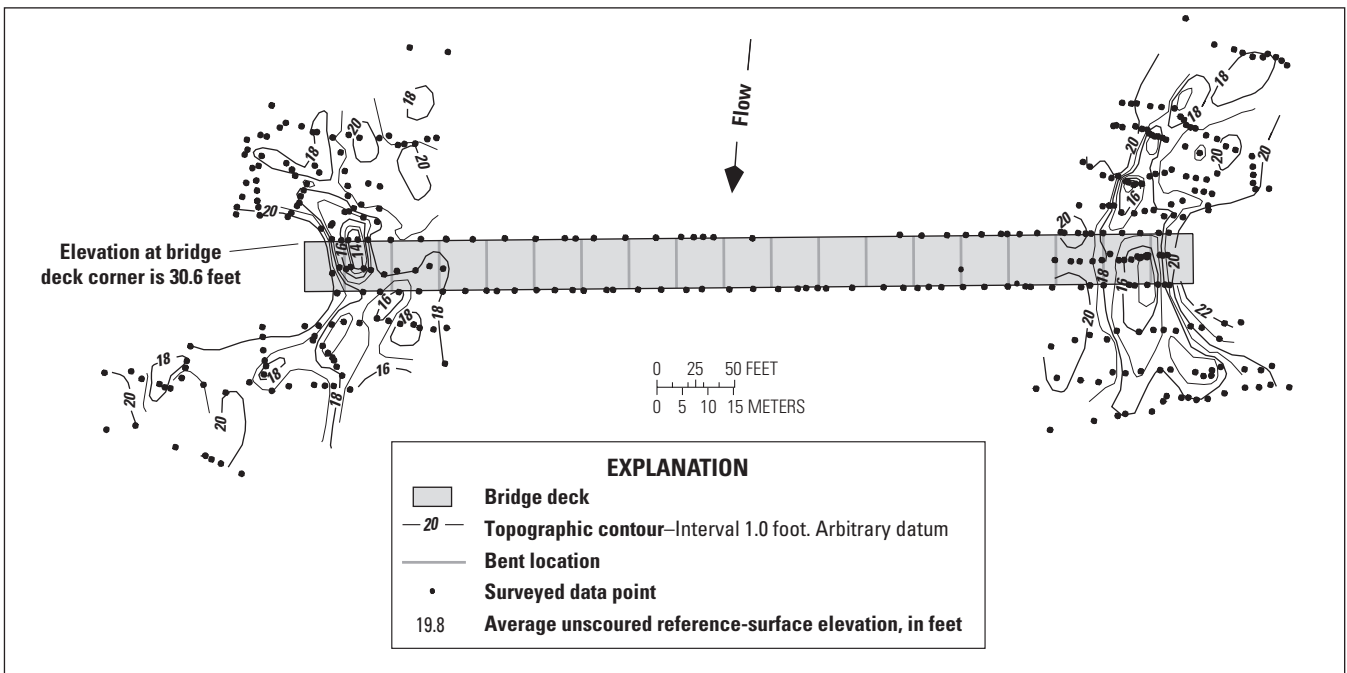 Flow
18
20
18
20
20
16
14
Elevation at bridge
deck corner is 30.6 feet
16
18
18
18
20
18
20
18
16
18
18
20
20
20
16
20
18
16
20
20
22
0 25 50 FEET
0 5 10 15 METERS
EXPLANATION
Bridge deck
20 Topographic contour–Interval 1.0 foot. Arbitrary datum
Bent location
Surveyed data point
19.8 Average unscoured reference-surface elevation, in feet